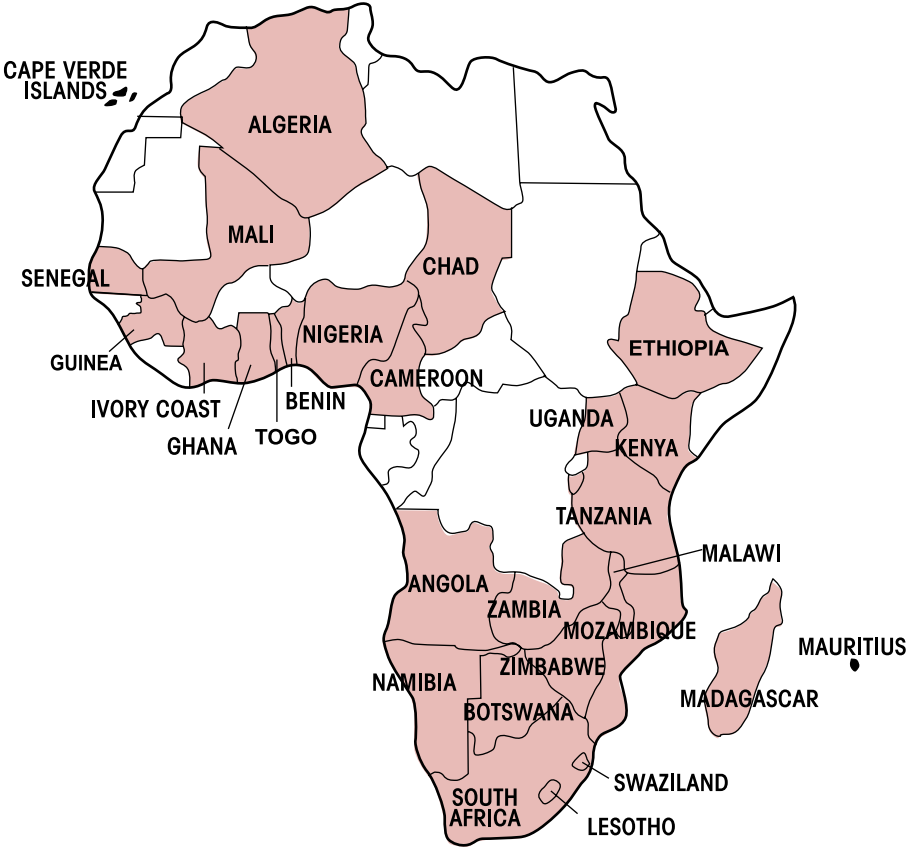 CAPE VERDE
ISLANDS
ALGERIA
MALI
CHAD
SENEGAL
NIGERIA
ETHIOPIA
GUINEA
CAMEROON
IVORY COAST
BENIN
UGANDA
GHANA
TOGO
KENYA
TANZANIA
MALAWI
ANGOLA
ZAMBIA
MOZAMBIQUE
MAURITIUS
ZIMBABWE
NAMIBIA
MADAGASCAR
BOTSWANA
SWAZILAND
SOUTH
AFRICA
LESOTHO